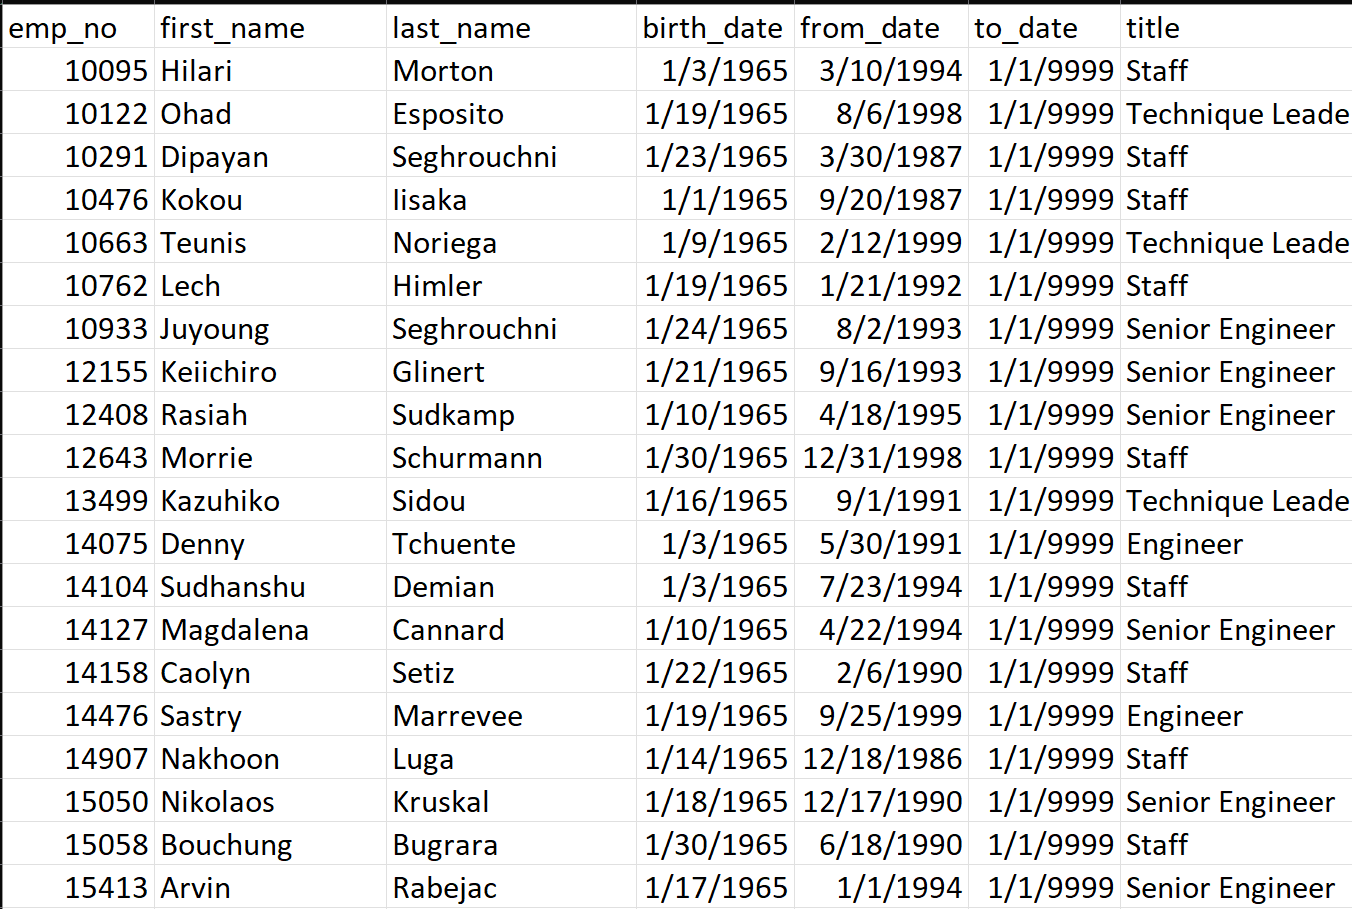 emp_no first_name last_name birth_date from_date to_date title
10095 Hilari Morton 1/3/1965 3/10/1994 1/1/9999 Staff
10122 Ohad Esposito 1/19/1965 8/6/1998 1/1/9999 Technique Leade
10291 Dipayan Seghrouchni 1/23/1965 3/30/1987 1/1/9999 Staff
10476 Kokou Iisaka 1/1/1965 9/20/1987 1/1/9999 Staff
10663 Teunis Noriega 1/9/1965 2/12/1999 1/1/9999 Technique Leade
10762 Lech Himler 1/19/1965 1/21/1992 1/1/9999 Staff
10933 Juyoung Seghrouchni 1/24/1965 8/2/1993 1/1/9999 Senior Engineer
12155 Keiichiro Glinert 1/21/1965 9/16/1993 1/1/9999 Senior Engineer
12408 Rasiah Sudkamp 1/10/1965 4/18/1995 1/1/9999 Senior Engineer
12643 Morrie Schurmann 1/30/1965 12/31/1998 1/1/9999 Staff
13499 Kazuhiko Sidou 1/16/1965 9/1/1991 1/1/9999 Technique Leade
14075 Denny Tchuente 1/3/1965 5/30/1991 1/1/9999 Engineer
14104 Sudhanshu Demian 1/3/1965 7/23/1994 1/1/9999 Staff
14127 Magdalena Cannard 1/10/1965 4/22/1994 1/1/9999 Senior Engineer
14158 Caolyn Setiz 1/22/1965 2/6/1990 1/1/9999 Staff
14476 Sastry Marrevee 1/19/1965 9/25/1999 1/1/9999 Engineer
14907 Nakhoon Luga 1/14/1965 12/18/1986 1/1/9999 Staff
15050 Nikolaos Kruskal 1/18/1965 12/17/1990 1/1/9999 Senior Engineer
15058 Bouchung Bugrara 1/30/1965 6/18/1990 1/1/9999 Staff
15413 Arvin Rabejac 1/17/1965 1/1/1994 1/1/9999 Senior Engineer